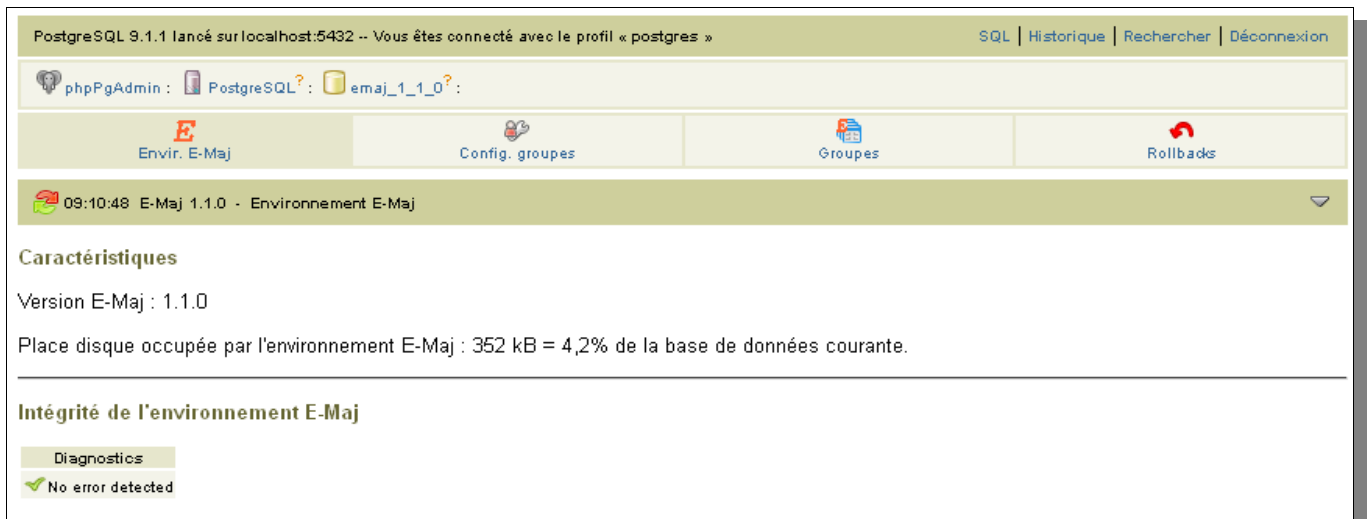 PostgreSQL 9.1.1 lancé sur localhost:5432 -- Vous êtes connecté avec le profil « postgres » SQL | Historique | Rechercher | Déconnexion
phpPgAdmin : PostgreSQL? : emaj_1_1_0? :
E
Envir. E-Maj Config. groupes Groupes Rollbacks
09:10:48 E-Maj 1.1.0 - Environnement E-Maj
Caractéristiques
Version E-Maj : 1.1.0
Place disque occupée par l'environnement E-Maj : 352 kB = 4,2% de la base de données courante.
Intégrité de l'environnement E-Maj
Diagnostics
No error detected